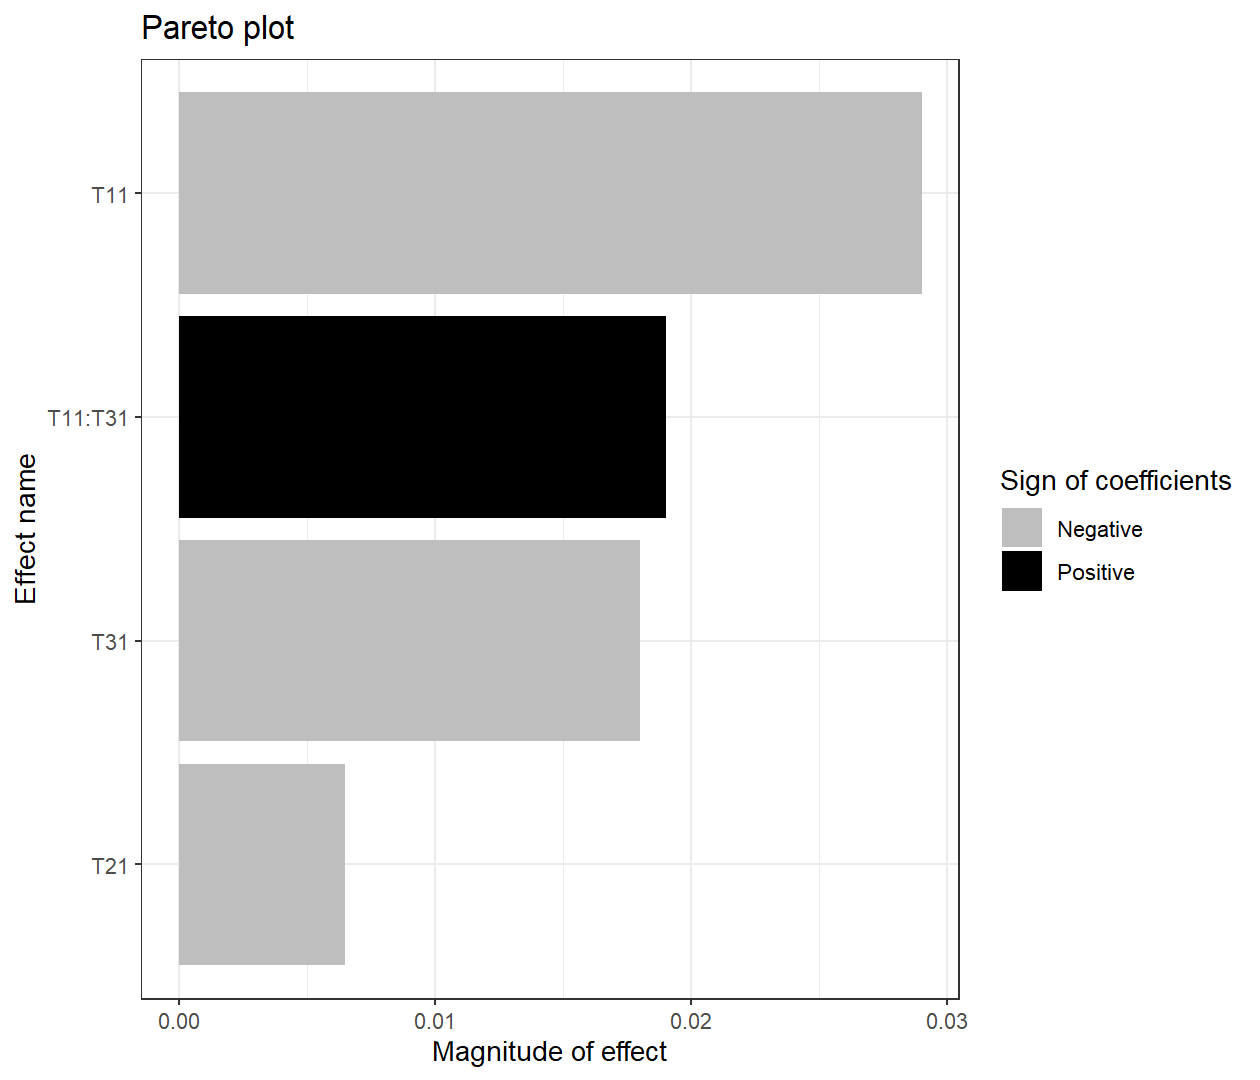 Pareto plot
Effect name
T11
T11:T31
T31
T21
0.00 0.01 0.02 0.03
Magnitude of effect
Sign of coefficients
Negative
Positive